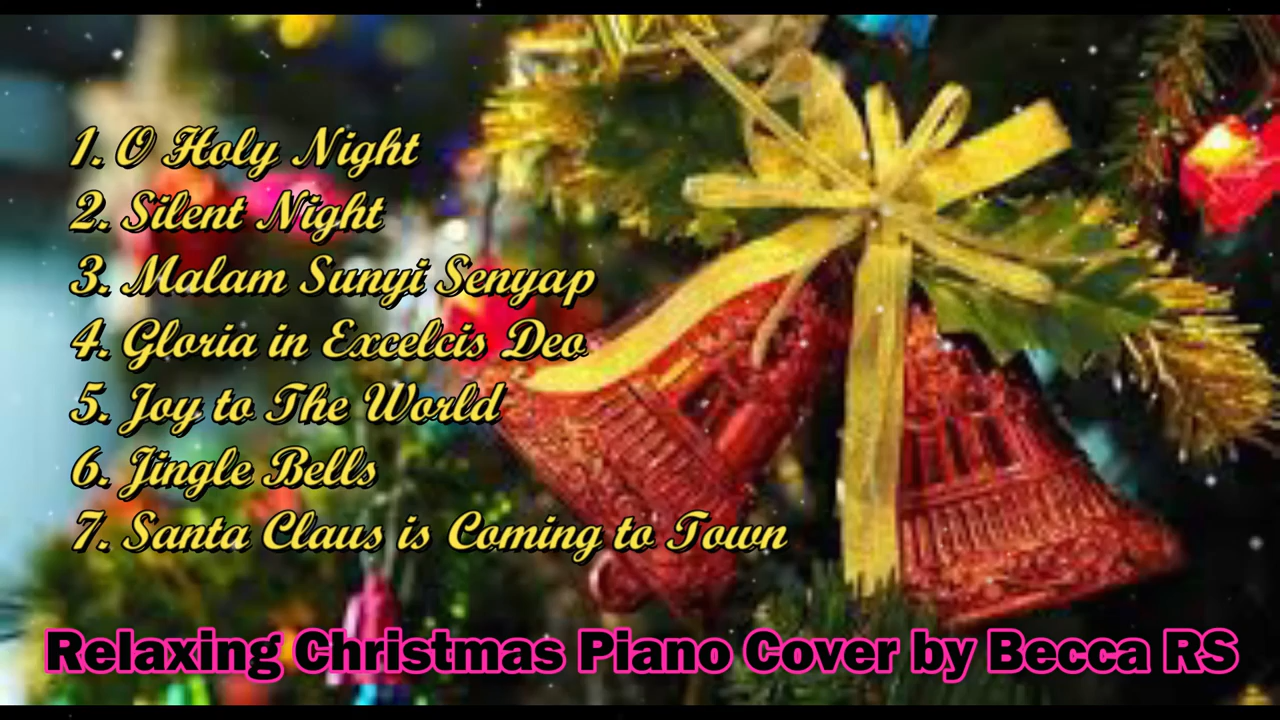 1. O Holy Night
2. Silent Night
3. Malam Sunyi Senyap
4. Gloria in Excelcis Deo
5. Joy to The World
6. Jingle Bells
7. Santa Claus is Coming to Town
Relaxing Christmas Piano Cover by Becca RS